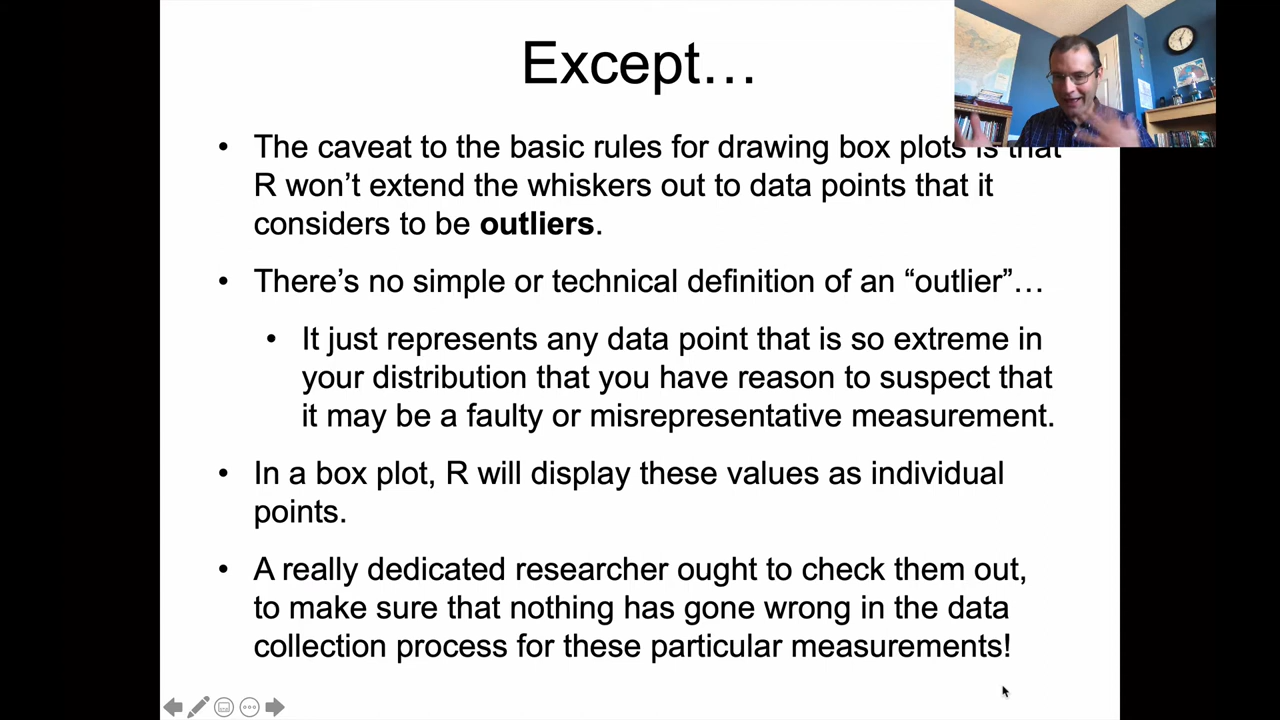 Except…
• The caveat to the basic rules for drawing box plots is that
R won’t extend the whiskers out to data points that it
considers to be outliers.
• There’s no simple or technical definition of an “outlier”…
• It just represents any data point that is so extreme in
your distribution that you have reason to suspect that
it may be a faulty or misrepresentative measurement.
• In a box plot, R will display these values as individual
points.
• A really dedicated researcher ought to check them out,
to make sure that nothing has gone wrong in the data
collection process for these particular measurements!